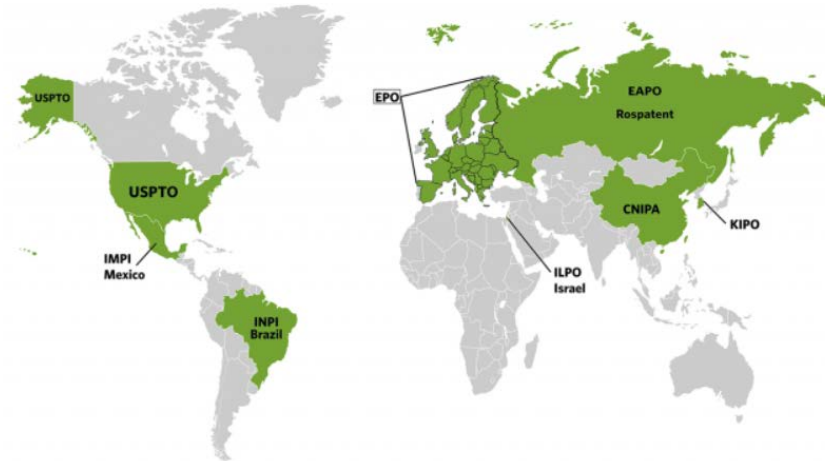 USPTO
EPO
EAPO
Rospatent
USPTO
CNIPA
KIPO
IMPI
Mexico
ILPO
Israel
INPI
Brazil